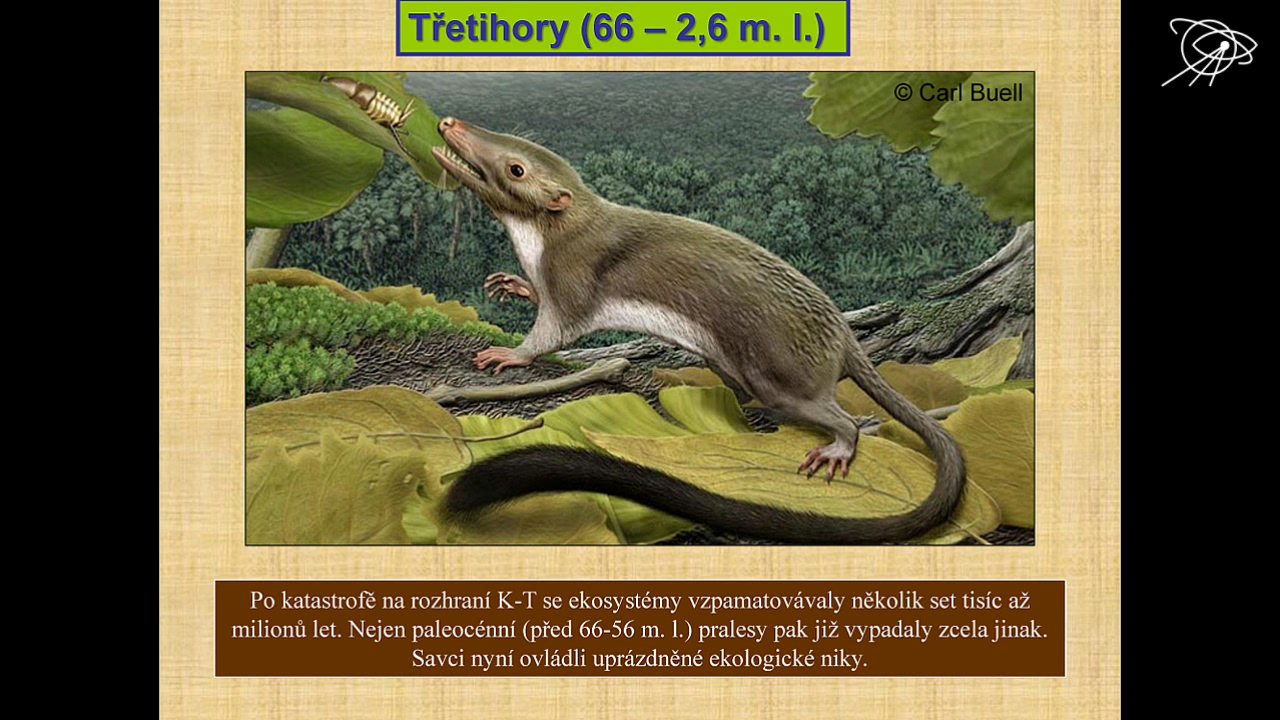 Třetihory (66 – 2,6 m. l.)
© Carl Buell
Po katastrofě na rozhraní K-T se ekosystémy vzpamatovávaly několik set tisíc až
milionů let. Nejen paleocénní (před 66-56 m. l.) pralesy pak již vypadaly zcela jinak.
Savci nyní ovládli uprázdněné ekologické niky.